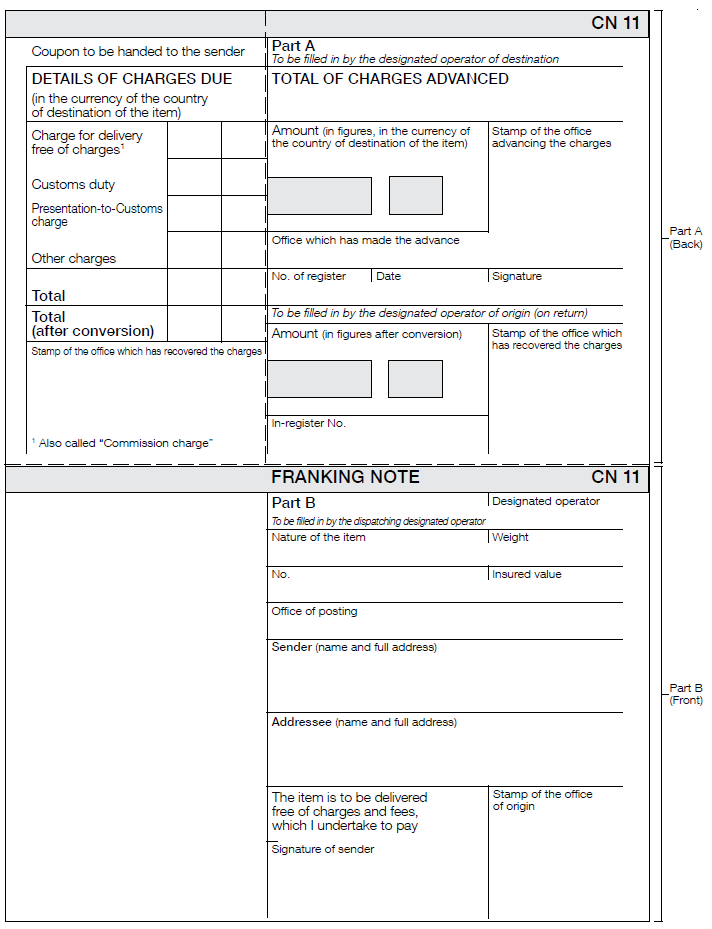 CN 11
Coupon to be handed to the sender
Part A
To be filled in by the designated operator of destination
DETAILS OF CHARGES DUE
(in the currency of the country
of destination of the item)
TOTAL OF CHARGES ADVANCED
Charge for delivery
free of charges¹
Customs duty
Presentation-to-Customs
charge
Other charges
Total
Total
(after conversion)
Stamp of the office which has recovered the charges
¹ Also called “Commission charge”
Amount (in figures, in the currency of
the country of destination of the item)
Stamp of the office
advancing the charges
Office which has made the advance
No. of register
Date
Signature
To be filled in by the designated operator of origin (on return)
Amount (in figures after conversion)
Stamp of the office which
has recovered the charges
In-register No.
Part A
(Back)
FRANKING NOTE
CN 11
Part B
To be filled in by the dispatching designated operator
Designated operator
Nature of the item
Weight
No.
Insured value
Office of posting
Sender (name and full address)
Addressee (name and full address)
The item is to be delivered
free of charges and fees,
which I undertake to pay
Signature of sender
Stamp of the office
of origin
Part B
(Front)